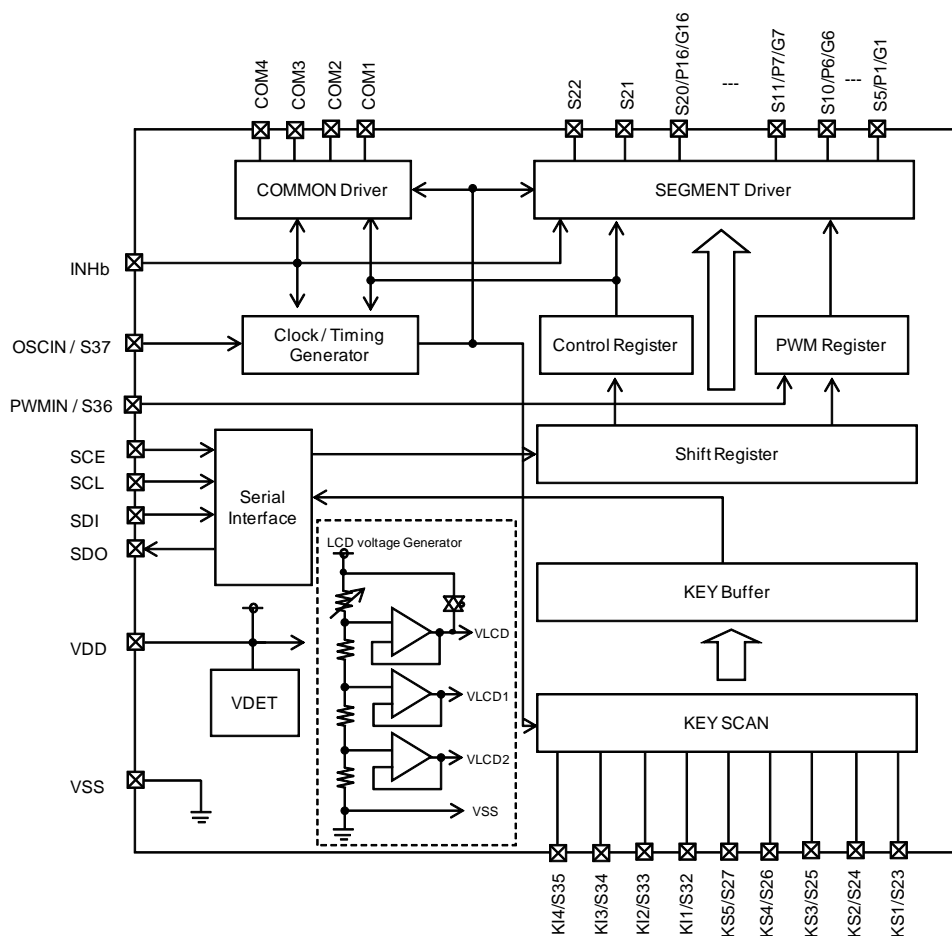 COM4
COM3
COM2
COM1
S22
S21
S20/P16/G16
---
S11/P7/G7
S10/P6/G6
---
S5/P1/G1
COMMON Driver
SEGMENT Driver
INHb
OSCIN / S37
Clock / Timing
Generator
Control Register
PWM Register
PWMIN / S36
SCE
SCL
SDI
SDO
Serial
Interface
Shift Register
LCD voltage Generator
KEY Buffer
VLCD
VDD
VDET
VLCD1
KEY SCAN
VLCD2
VSS
VSS
KI4/S35
KI3/S34
KI2/S33
KI1/S32
KS5/S27
KS4/S26
KS3/S25
KS2/S24
KS1/S23